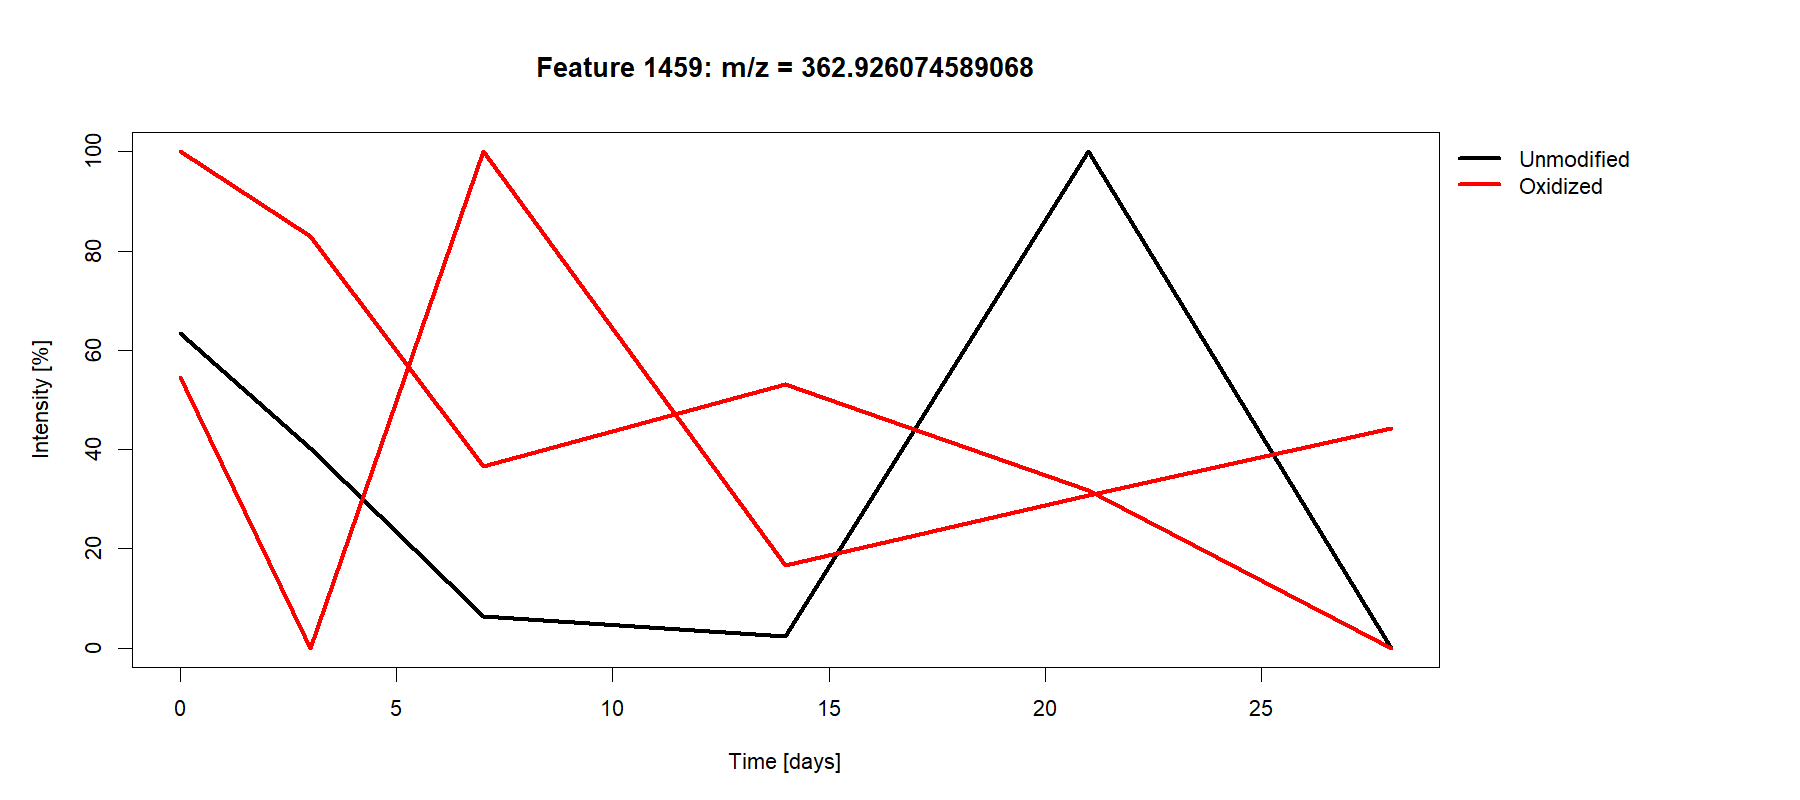 Feature 1459: m/z = 362.926074589068
Unmodified
Oxidized
Intensity [%]
100
80
60
40
20
0
0 5 10 15 20 25
Time [days]